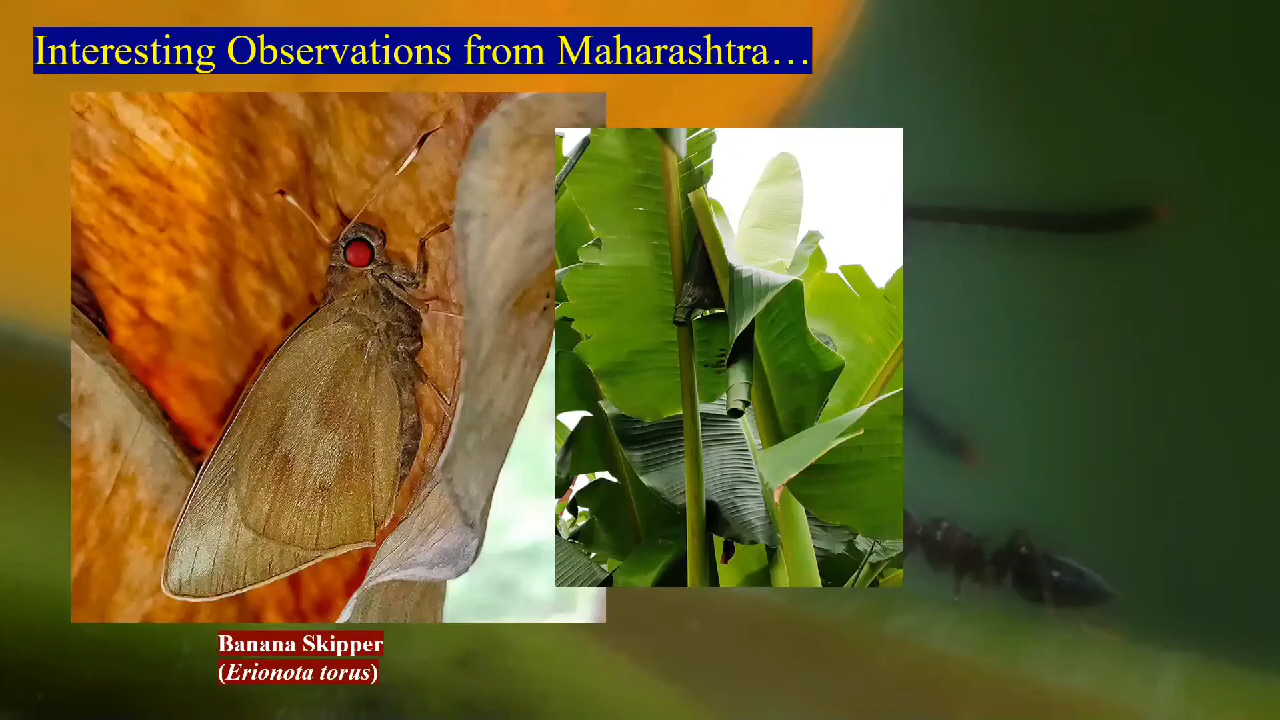 Interesting Observations from Maharashtra…
Banana Skipper
(Erionota torus)